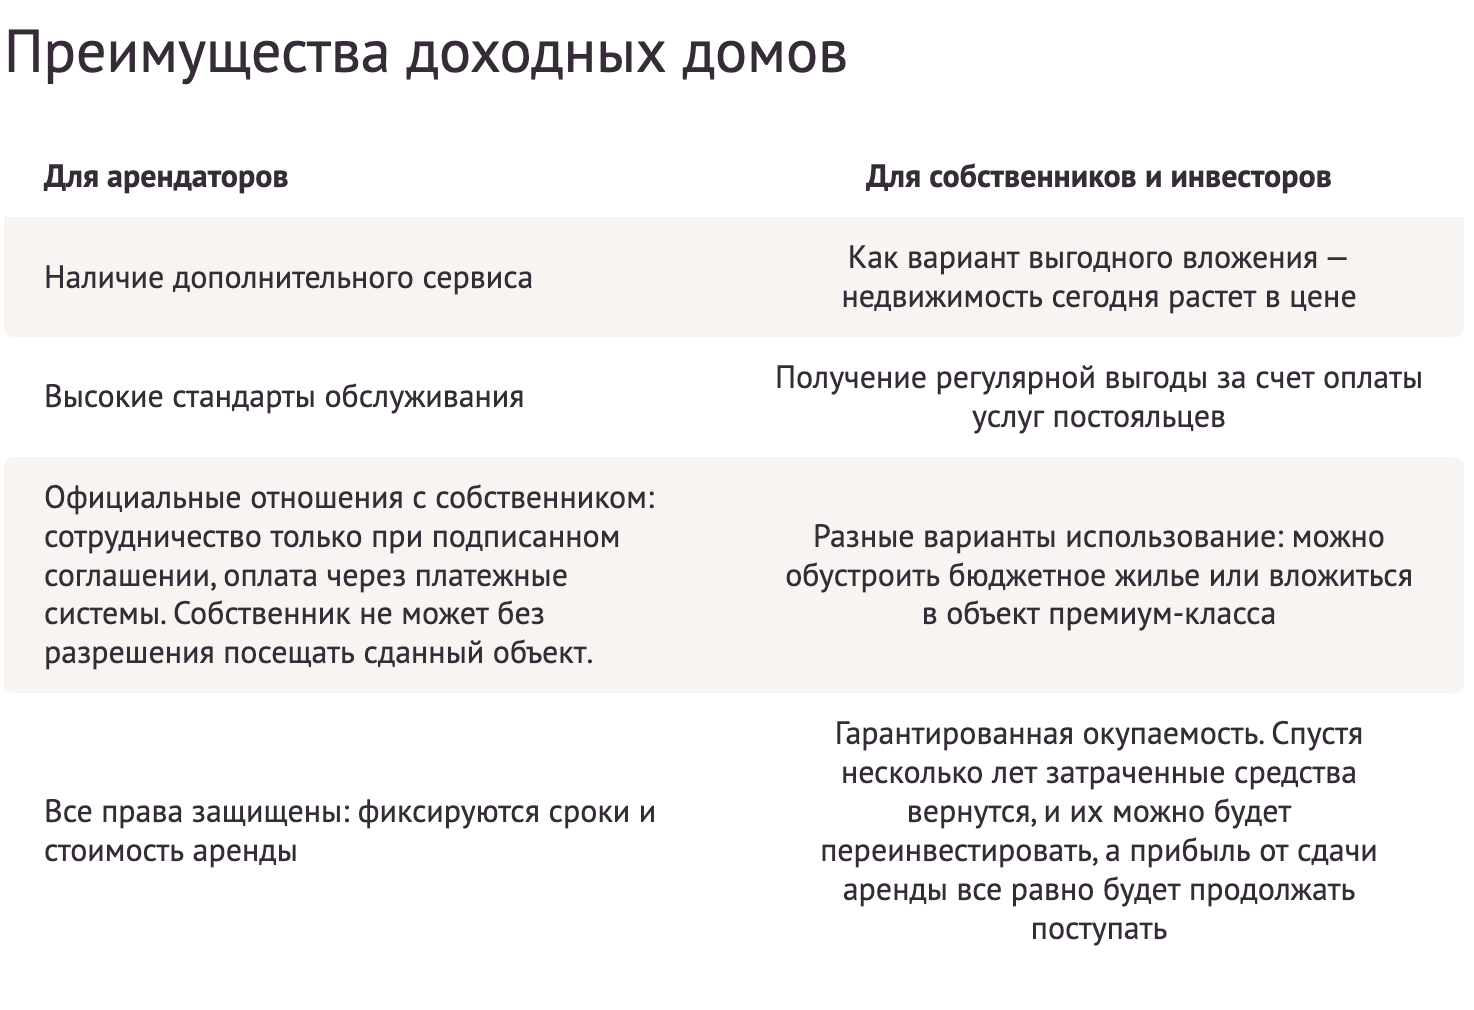 Преимущества доходных домов
Для арендаторов
Для собственников и инвесторов
Наличие дополнительного сервиса
Как вариант выгодного вложения —
недвижимость сегодня растет в цене
Высокие стандарты обслуживания
Получение регулярной выгоды за счет оплаты
услуг постояльцев
Официальные отношения с собственником:
сотрудничество только при подписанном
соглашении, оплата через платежные
системы. Собственник не может без
разрешения посещать сданный объект.
Разные варианты использование: можно
обустроить бюджетное жилье или вложиться
в объект премиум-класса
Все права защищены: фиксируются сроки и
стоимость аренды
Гарантированная окупаемость. Спустя
несколько лет затраченные средства
вернутся, и их можно будет
переинвестировать, а прибыль от сдачи
аренды все равно будет продолжать
поступать